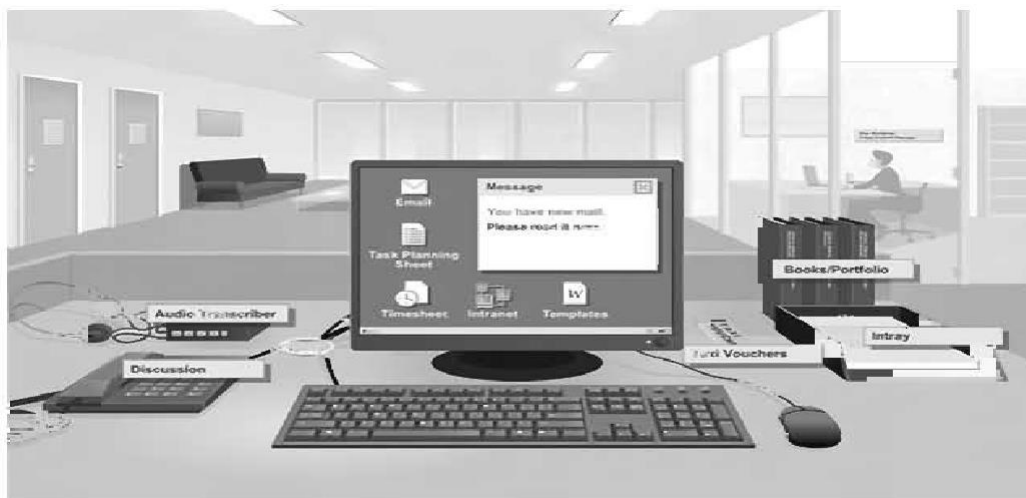 Email
Message
You have new mail.
Please read it now
Task Planning
Sheet
Timesheet
Intranet
Templates
W
Books/Portfolio
Audio Transcriber
Intray
Vouchers
Discussion